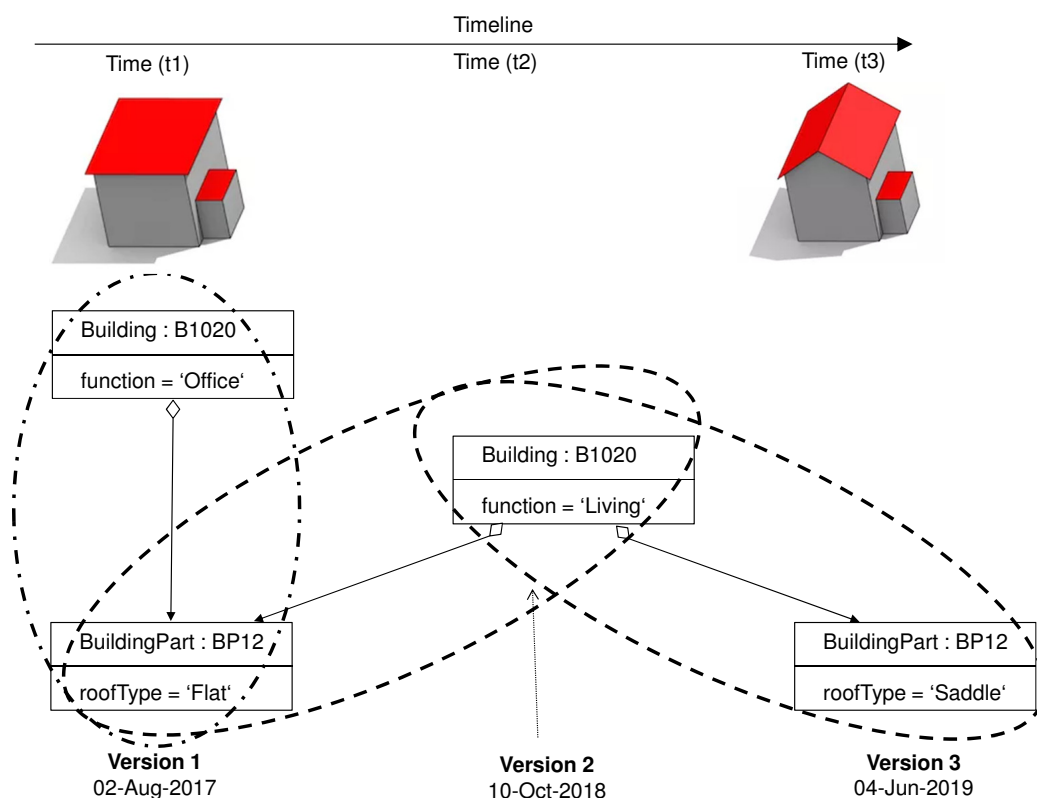 Timeline
Time (t1)
Time (t2)
Time (t3)
Building : B1020
function = ‘Office‘
Building : B1020
function = ‘Living‘
BuildingPart : BP12
roofType = ‘Flat‘
BuildingPart : BP12
roofType = ‘Saddle‘
Version 1
02-Aug-2017
Version 2
10-Oct-2018
Version 3
04-Jun-2019